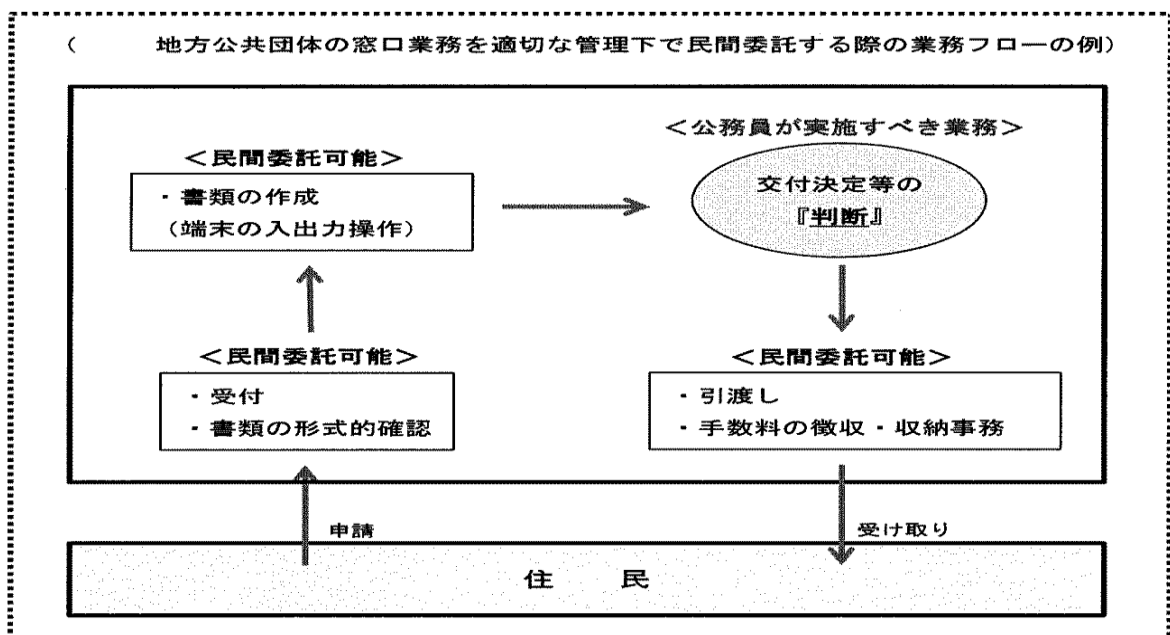 ( 地方公共団体の窓口業務を適切な管理下で民間委託する際の業務フローの例)
＜公務員が実施すべき業務＞
交付決定等の
『判断』
＜民間委託可能＞
・書類の作成
（端末の入出力操作）
＜民間委託可能＞
・受付
・書類の形式的確認
＜民間委託可能＞
・引渡し
・手数料の徴収・収納事務
申請
受け取り
住 民